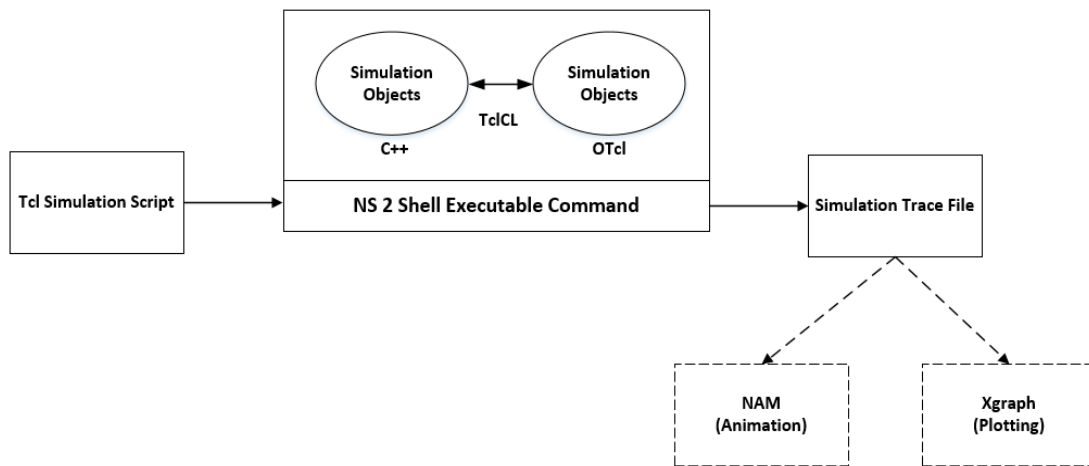 Simulation
Objects
Simulation
Objects
TclCL
C++
OTcl
Tcl Simulation Script
NS 2 Shell Executable Command
Simulation Trace File
NAM
(Animation)
Xgraph
(Plotting)